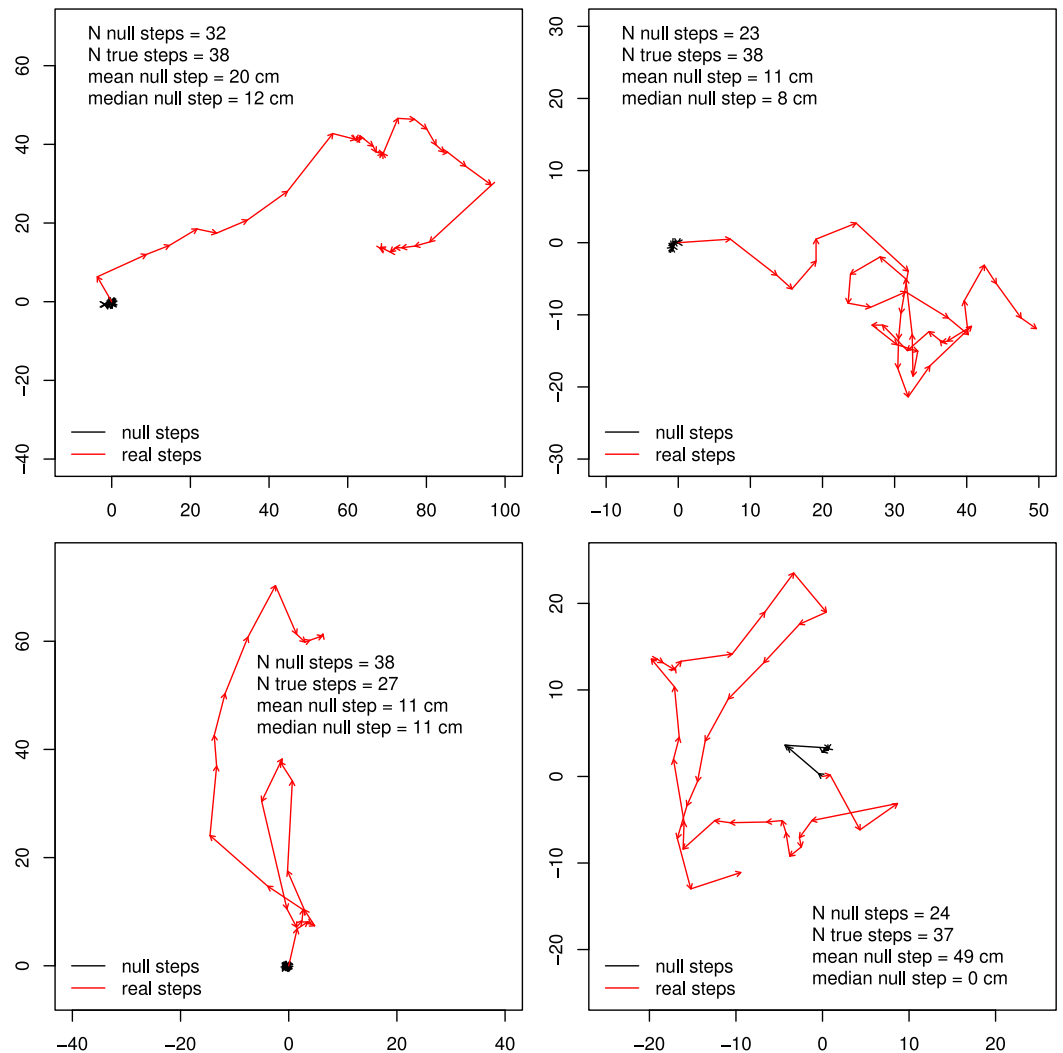 N null steps = 32
N true steps = 38
mean null step = 20 cm
median null step = 12 cm
60
40
20
0
−20
−40
null steps
real steps
0
20
40
60
80
100
N null steps = 23
N true steps = 38
mean null step = 11 cm
median null step = 8 cm
30
20
10
0
−10
−20
−30
null steps
real steps
−10
0
10
20
30
40
50
N null steps = 38
N true steps = 27
mean null step = 11 cm
median null step = 11 cm
60
40
20
0
null steps
real steps
−40
−20
0
20
40
20
10
0
−10
−20
N null steps = 24
N true steps = 37
mean null step = 49 cm
median null step = 0 cm
null steps
real steps
−20
−10
0
10
20